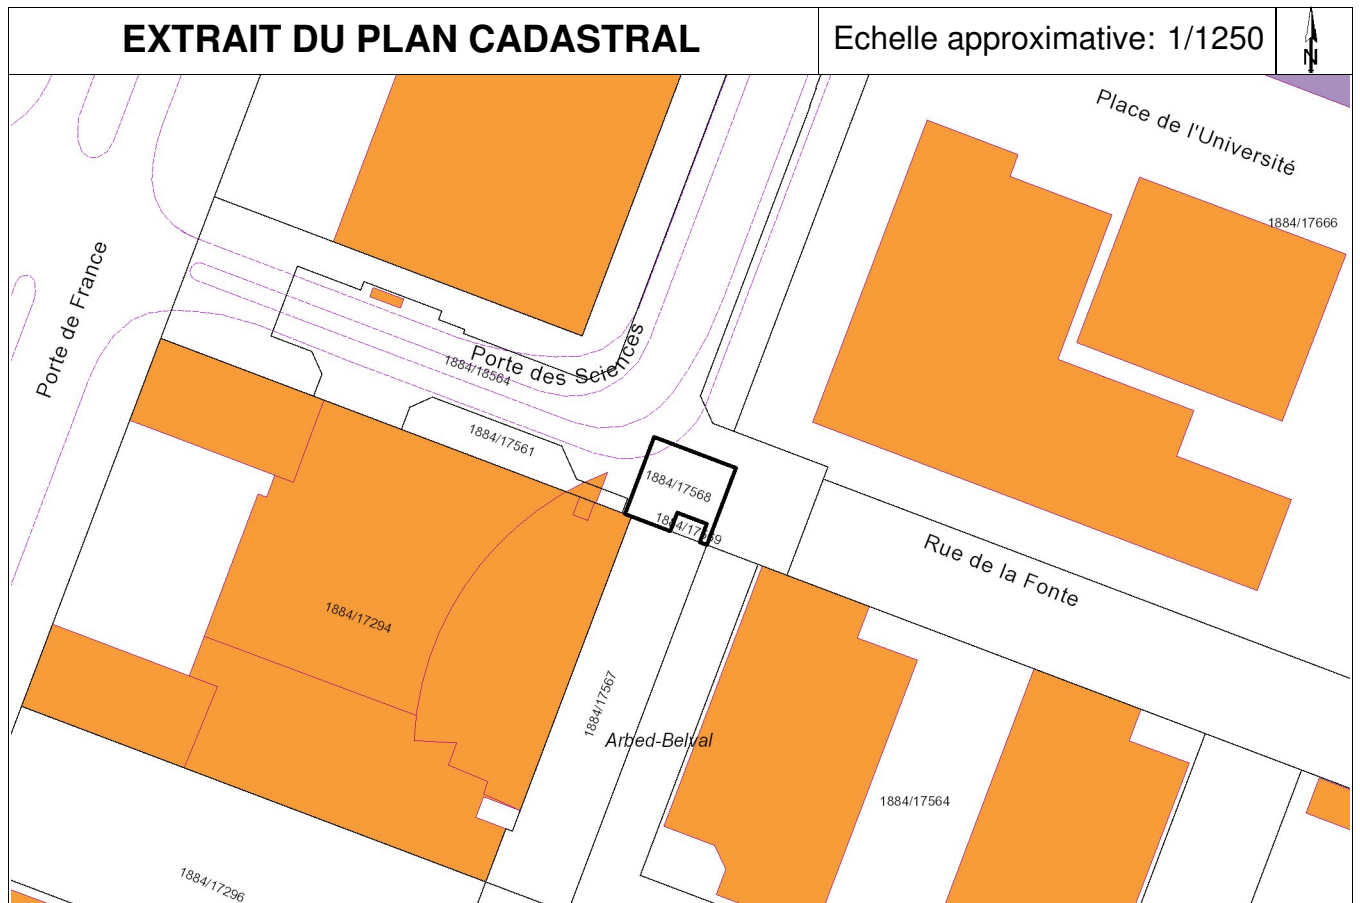 EXTRAIT DU PLAN CADASTRAL
Echelle approximative: 1/1250
N
Place de l'Université
1884/17666
Porte de France
Porte des Sciences
1884/18564
1884/17561
1884/17568
1884/17569
Rue de la Fonte
1884/17294
1884/17567
Arbed-Belval
1884/17564
1884/17296